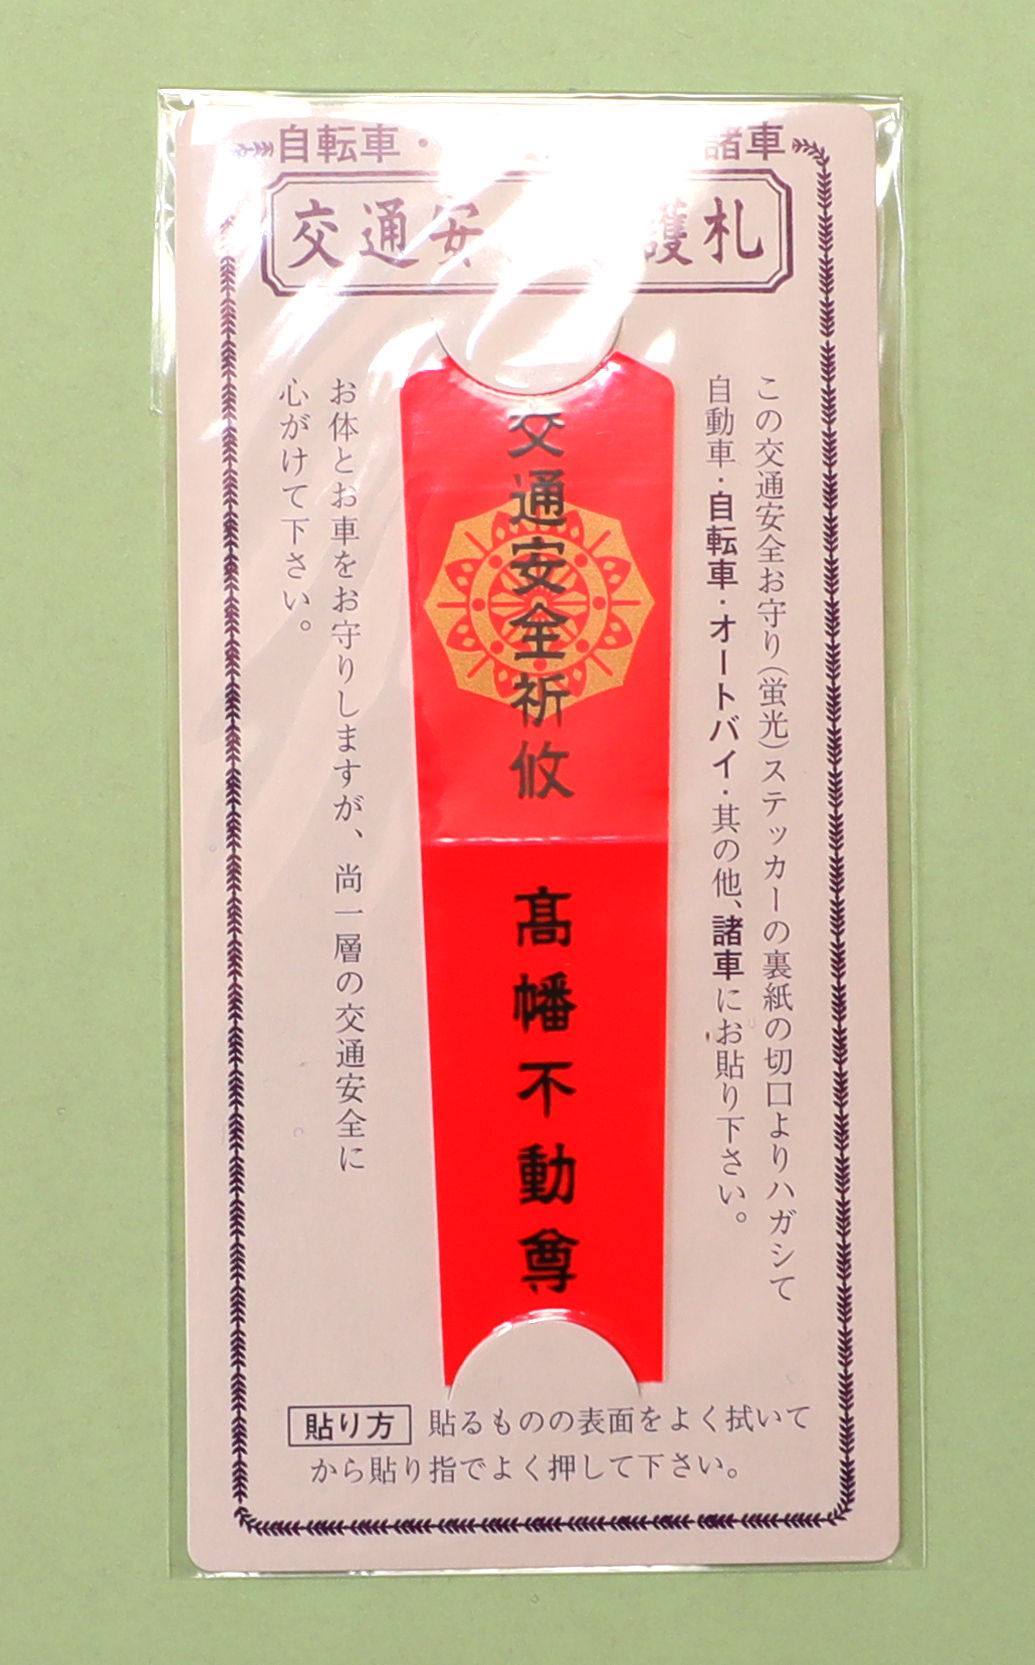 自転車・ 諸車
交通安 護札
この交通安全お守り(蛍光)ステッカーの裏紙の切口よりハガシて
自動車・自転車・オートバイ・其の他、諸車にお貼り下さい。
交通安全祈攸
高幡不動尊
お体とお車をお守りしますが、尚一層の交通安全に
心がけて下さい。
貼り方 貼るものの表面をよく拭いて
から貼り指でよく押して下さい。